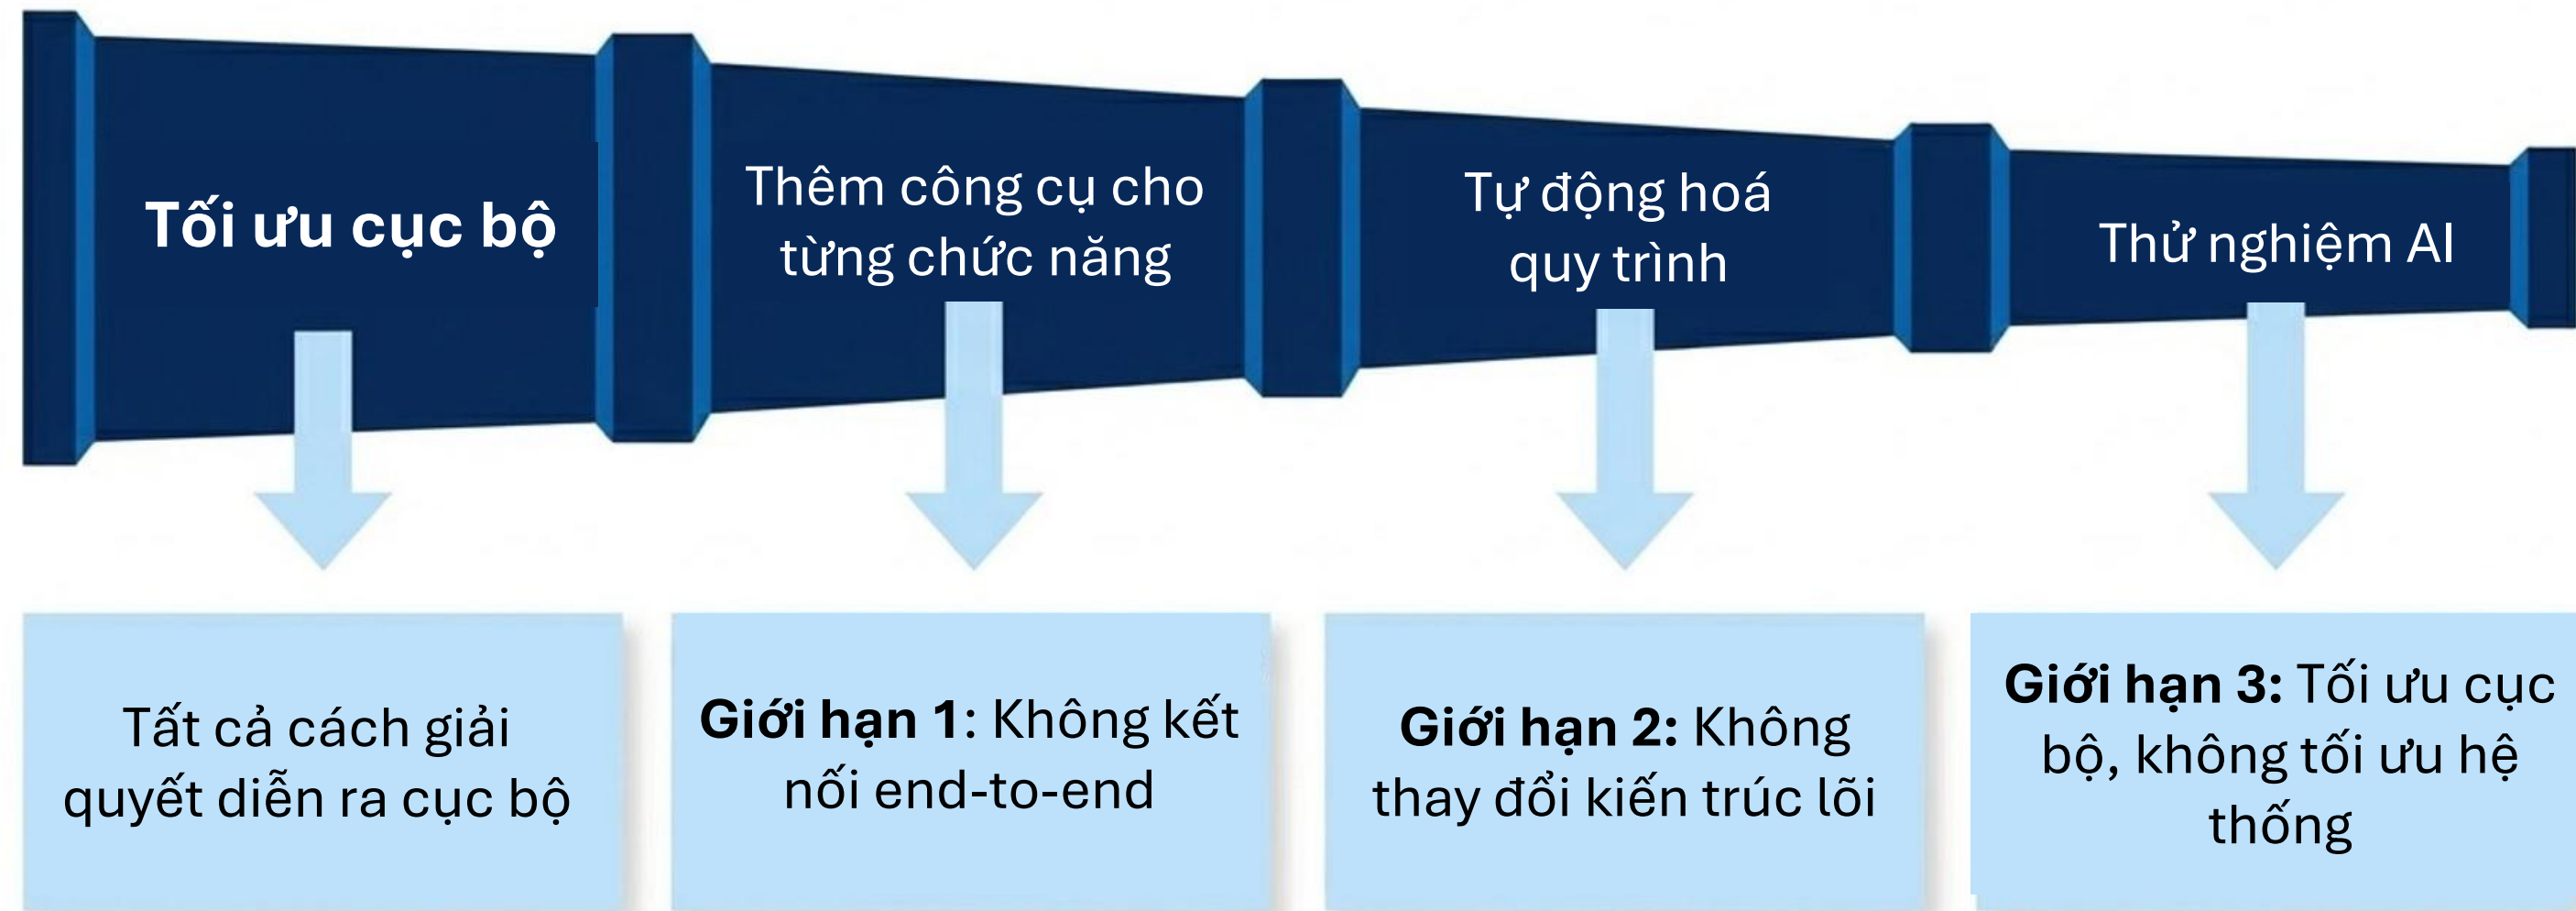 Tối ưu cục bộ
Thêm công cụ cho
từng chức năng
Tự động hoá
quy trình
Thử nghiệm AI
Tất cả cách giải
quyết diễn ra cục bộ
Giới hạn 1: Không kết
nối end-to-end
Giới hạn 2: Không
thay đổi kiến trúc lõi
Giới hạn 3: Tối ưu cục
bộ, không tối ưu hệ
thống